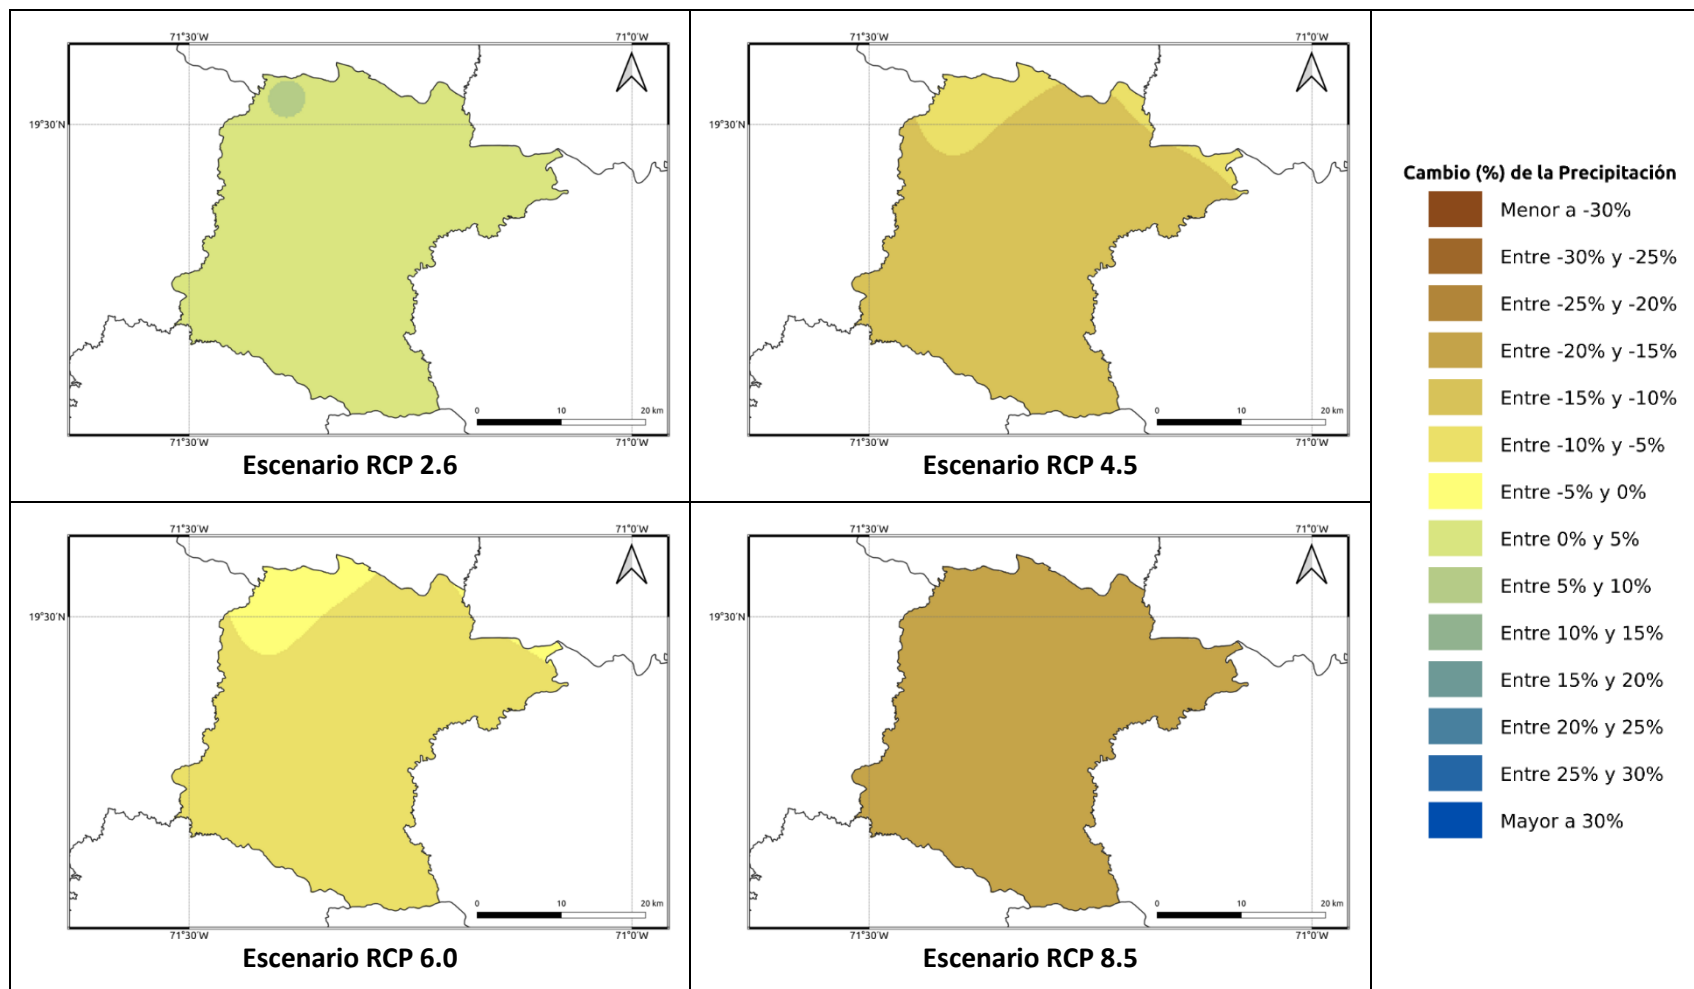 71°30'W
71°0'W
19°30'N
0
10
20 km
71°30'W
71°0'W
Escenario RCP 2.6
71°30'W
71°0'W
19°30'N
0
10
20 km
71°30'W
71°0'W
Escenario RCP 4.5
71°30'W
71°0'W
19°30'N
0
10
20 km
71°30'W
71°0'W
Escenario RCP 6.0
71°30'W
71°0'W
19°30'N
0
10
20 km
71°30'W
71°0'W
Escenario RCP 8.5
Cambio (%) de la Precipitación
Menor a -30%
Entre -30% y -25%
Entre -25% y -20%
Entre -20% y -15%
Entre -15% y -10%
Entre -10% y -5%
Entre -5% y 0%
Entre 0% y 5%
Entre 5% y 10%
Entre 10% y 15%
Entre 15% y 20%
Entre 20% y 25%
Entre 25% y 30%
Mayor a 30%